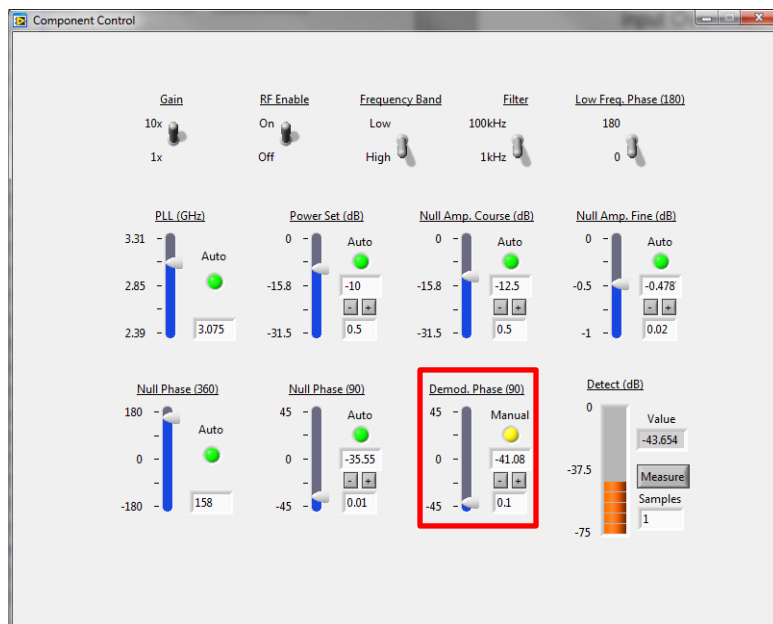 Component Control
Gain
RF Enable
Frequency Band
Filter
Low Freq. Phase (180)
10x
On
Low
100kHz
180
1x
Off
High
1kHz
0
PLL (GHz)
Power Set (dB)
Null Amp. Course (dB)
Null Amp. Fine (dB)
3.31
Auto
2.85
2.39
3.075
0
Auto
-15.8
-10
- +
-31.5
0.5
0
Auto
-15.8
-12.5
- +
-31.5
0.5
0
Auto
-0.5
-0.478
- +
-1
0.02
Null Phase (360)
Null Phase (90)
Demod. Phase (90)
Detect (dB)
180
Auto
0
-180
158
45
Auto
0
-35.55
- +
-45
0.01
45
Manual
0
-41.08
- +
-45
0.1
0
Value
-43.654
-37.5
Measure
Samples
1
-75